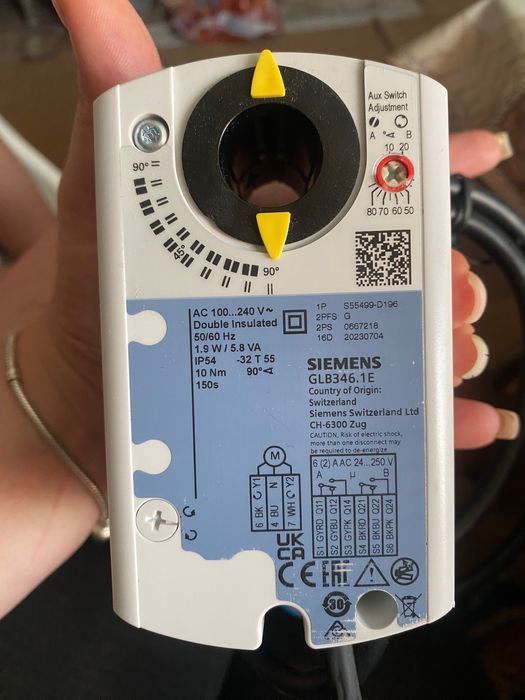 Aux Switch
Adjustment
A °∢ B
10 20
80 70 60 50
90°
45°
90°
AC 100...240 V ~
Double Insulated
50/60 Hz
1.9 W / 5.8 VA
IP54 -32 T 55
10 Nm 90°∢
150s
1P S55499-D196
2PFS G
2PS 0667218
16D 20230704
SIEMENS
GLB346.1E
Country of Origin:
Switzerland
Siemens Switzerland Ltd
CH-6300 Zug
CAUTION, Risk of electric shock,
more than one disconnect may
be required to de-energize
M
6 BK Y1
4 BU N
7 WH Y2
6 (2) A AC 24...250 V
A µ B
S1 GYRD Q11
S2 GYBU Q12
S3 GYPK Q14
S4 BKRD Q21
S5 BKBU Q22
S6 BKPK Q24
UK
CA
CE EAC
30